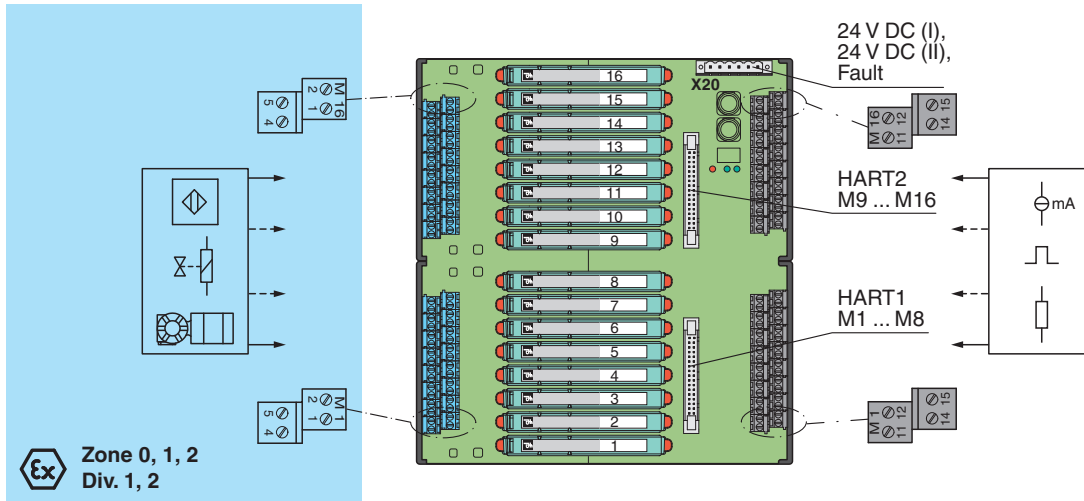 24 V DC (I),
24 V DC (II),
Fault
X20
16
15
14
13
12
11
10
9
8
7
6
5
4
3
2
1
M 16
2 1
5 4
M 16
12
11
15
14
HART2
M9 ... M16
mA
HART1
M1 ... M8
M 1
2 1
5 4
M 1
12
11
15
14
Ex
Zone 0, 1, 2
Div. 1, 2